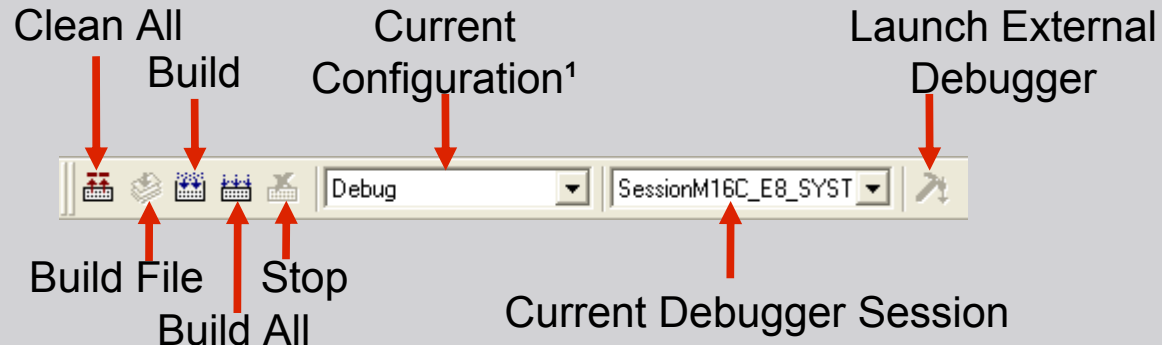 Clean All
Build
Current
Configuration¹
Launch External
Debugger
Debug
SessionM16C_E8_SYST
Build File
Stop
Build All
Current Debugger Session